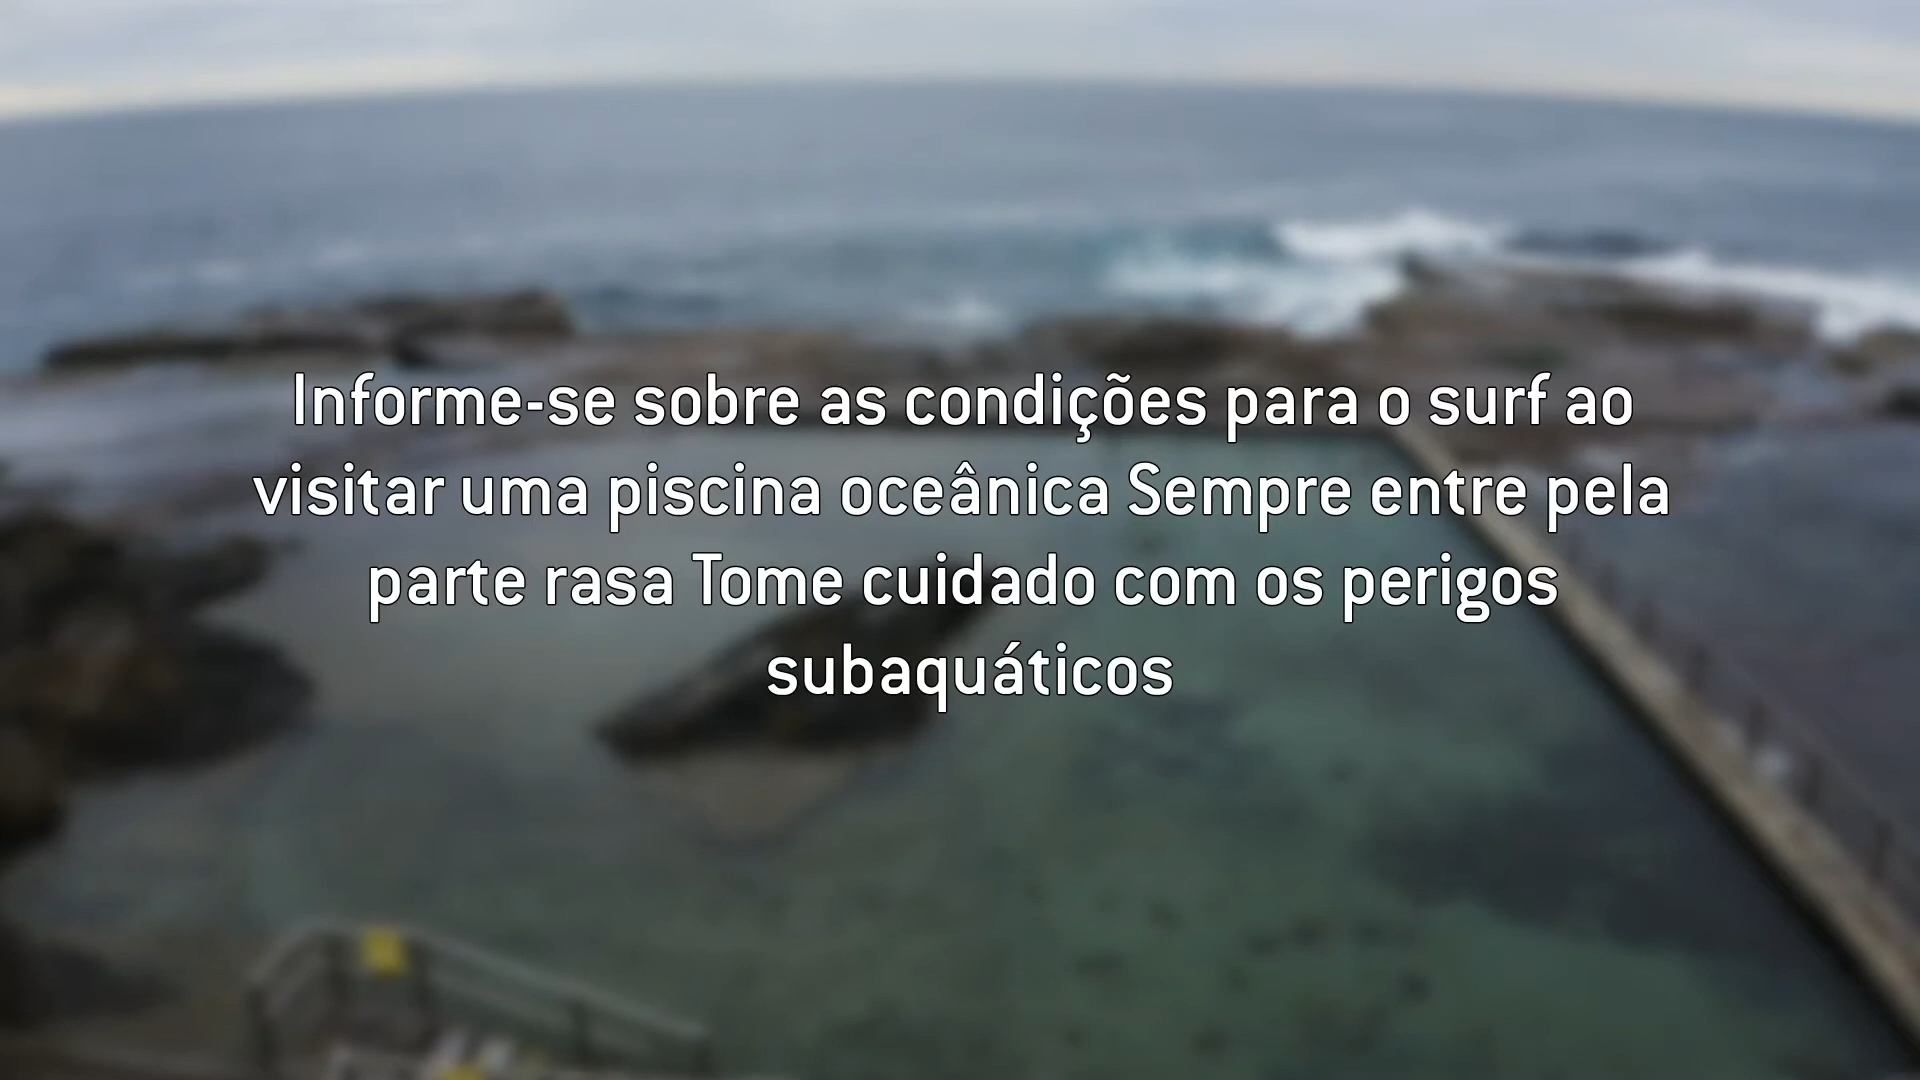 Informe-se sobre as condições para o surf ao
visitar uma piscina oceânica Sempre entre pela
parte rasa Tome cuidado com os perigos
subaquáticos